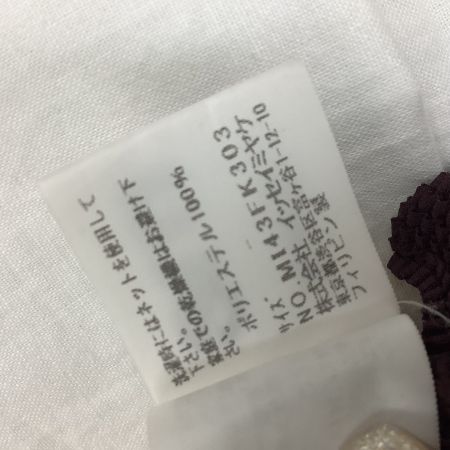 洗濯時にはネットを使用して
下さい。
家庭での乾燥機はお避け下
さい。
ポリエステル100%
サイズ
NO. MI43FK303
株式会社 イッセイミヤケ
東京都渋谷区富ヶ谷1-12-10
フィリピン製